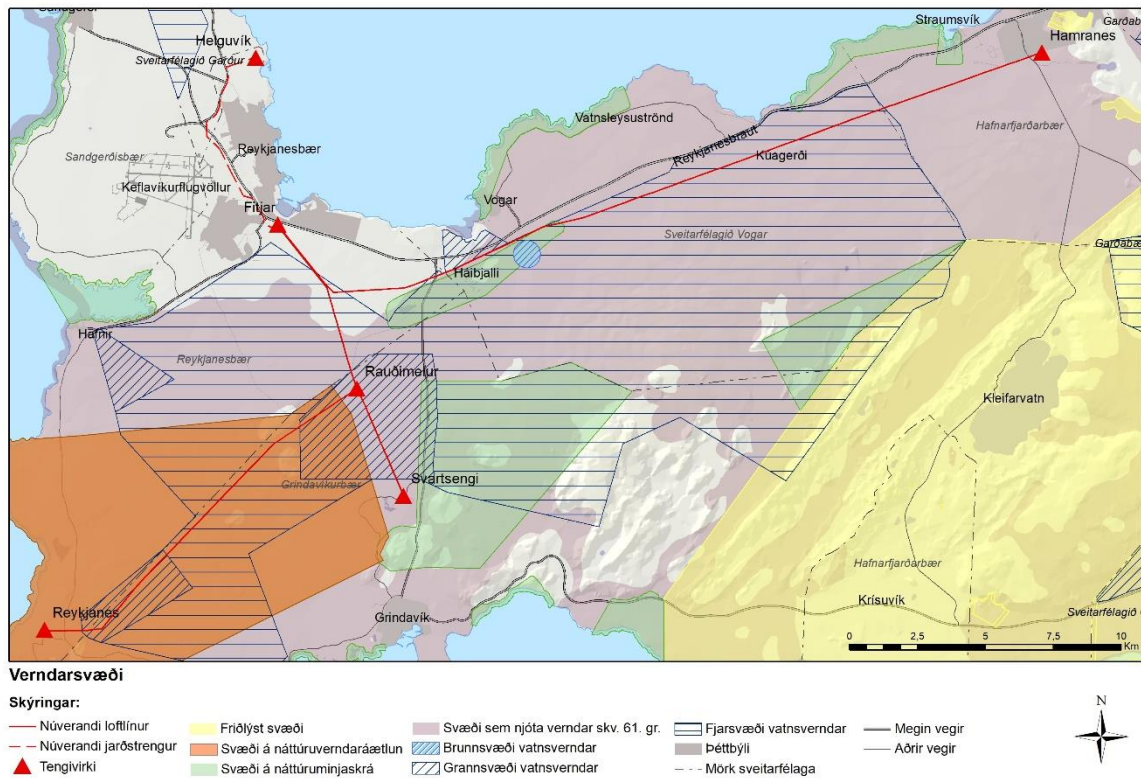 Sandgerði
Straumsvík
Garðab
Helguvík
Hamranes
Sveitarfélagið Garður
Vatnsleysuströnd
Reykjanesbraut
Hafnarfjarðarbær
Reykjanesbær
Kúagerði
Sandgerðisbær
Keflavíkurflugvöllur
Vogar
Fitjar
Sveitarfélagið Vogar
Garðabæ
Háibjalli
Hafnir
Reykjanesbær
Rauðimelur
Kleifarvatn
Svartsengi
Grindavíkurbær
Hafnarfjarðarbær
Krísuvík
Reykjanes
Grindavík
Sveitarfélagið G
0 2,5 5 7,5 10
Km
Verndarsvæði
Skýringar:
Núverandi loftlínur
Núverandi jarðstrengur
Tengivirki
Friðlýst svæði
Svæði á náttúruverndaráætlun
Svæði á náttúruminjaskrá
Svæði sem njóta verndar skv. 61. gr.
Brunnsvæði vatnsverndar
Grannsvæði vatnsverndar
Fjarsvæði vatnsverndar
Þéttbýli
Mörk sveitarfélaga
Megin vegir
Aðrir vegir
N